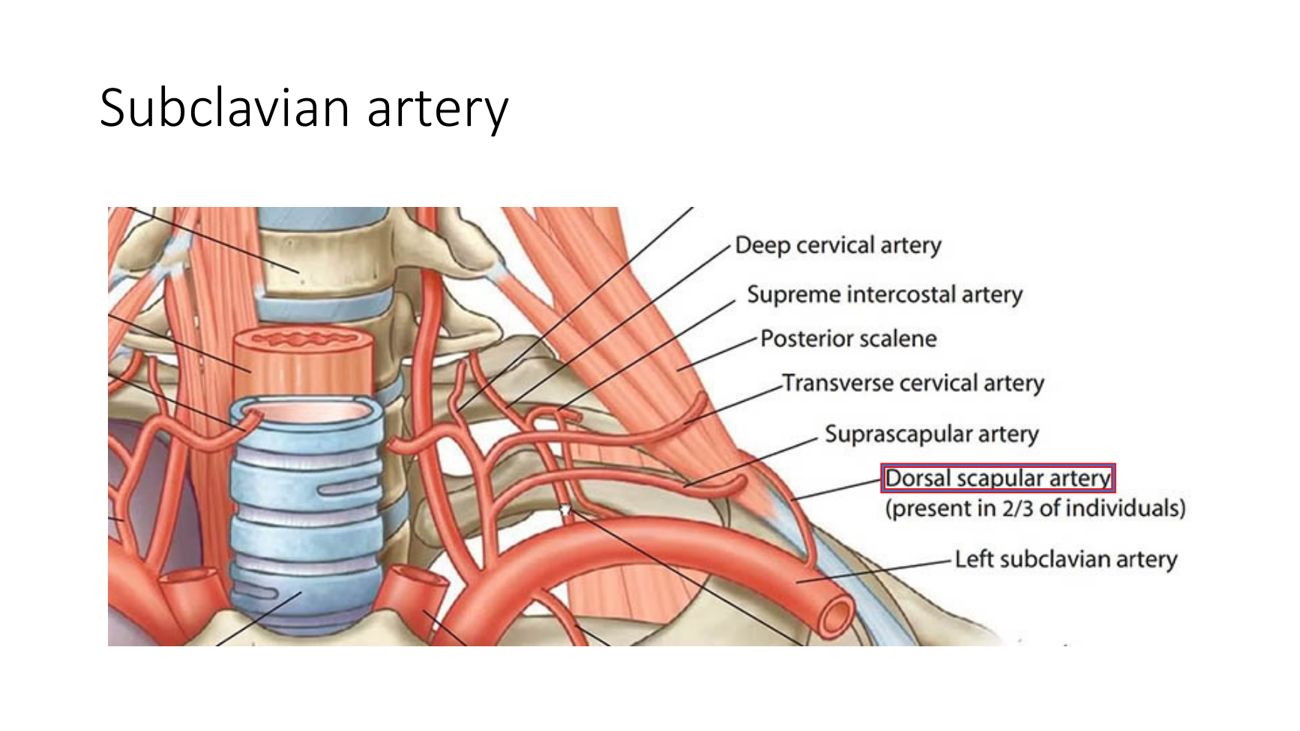 Subclavian artery
Deep cervical artery
Supreme intercostal artery
Posterior scalene
Transverse cervical artery
Suprascapular artery
Dorsal scapular artery
(present in 2/3 of individuals)
Left subclavian artery